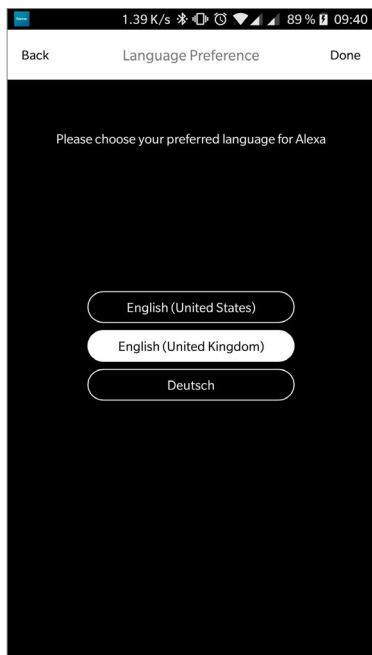 1.39 K/s 89 % 09:40
Back Language Preference Done
Please choose your preferred language for Alexa
English (United States)
English (United Kingdom)
Deutsch